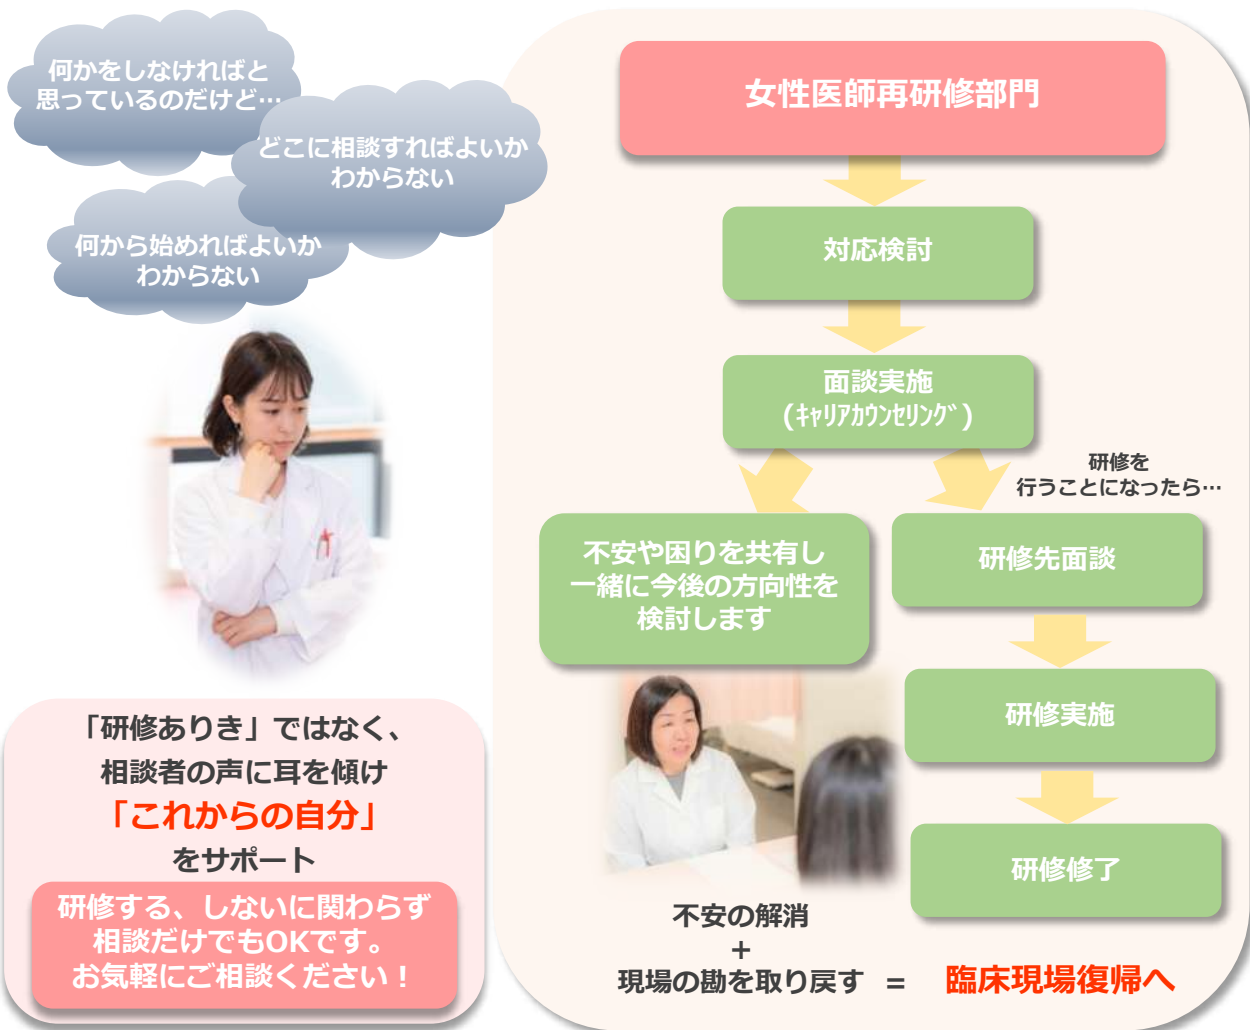 何かをしなければと
思っているのだけど…
どこに相談すればよいか
わからない
何から始めればよいか
わからない
「研修ありき」ではなく、
相談者の声に耳を傾け
「これからの自分」
をサポート
研修する、しないに関わらず
相談だけでもOKです。
お気軽にご相談ください！
女性医師再研修部門
対応検討
面談実施
(ｷｬﾘｱｶｳﾝｾﾘﾝｸﾞ)
不安や困りを共有し
一緒に今後の方向性を
検討します
研修を
行うことになったら…
研修先面談
研修実施
研修修了
不安の解消
+
現場の勘を取り戻す = 臨床現場復帰へ